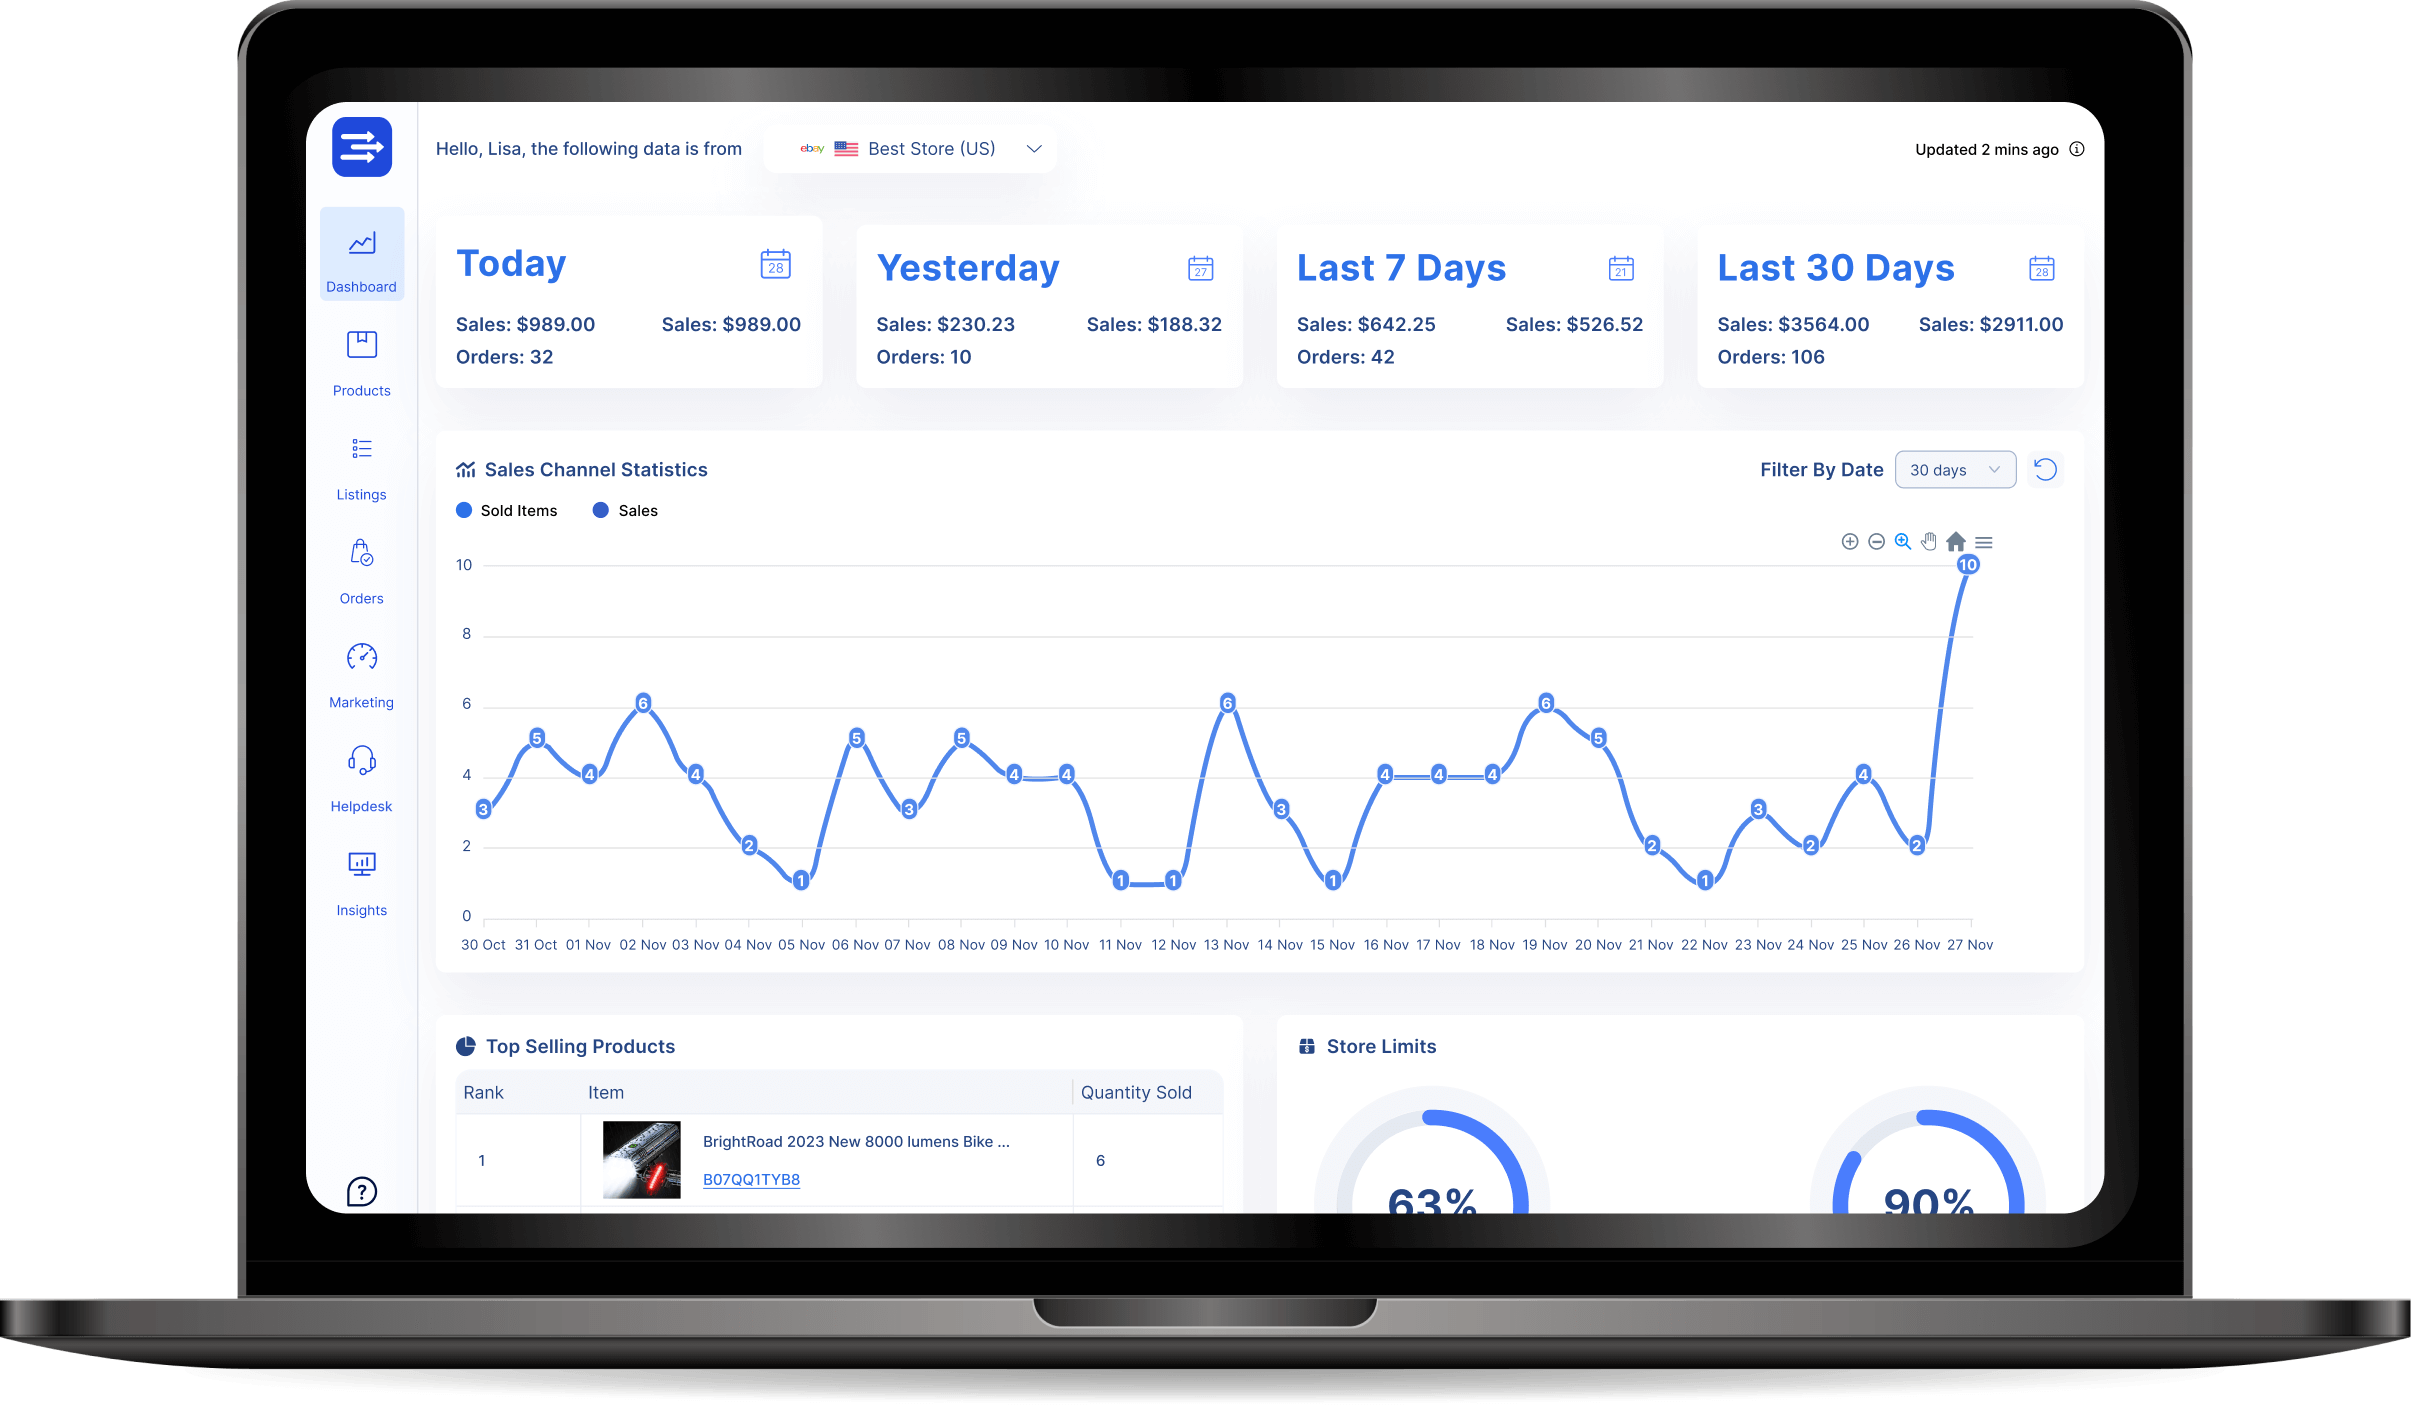 Hello, Lisa, the following data is from
ebay Best Store (US)
Updated 2 mins ago
Dashboard
Products
Listings
Orders
Marketing
Helpdesk
Insights
?
Today
28
Sales: $989.00 Sales: $989.00
Orders: 32
Yesterday
27
Sales: $230.23 Sales: $188.32
Orders: 10
Last 7 Days
21
Sales: $642.25 Sales: $526.52
Orders: 42
Last 30 Days
28
Sales: $3564.00 Sales: $2911.00
Orders: 106
Sales Channel Statistics
Filter By Date 30 days
Sold Items Sales
10
8
6
4
2
0
3 5 4 6 4 2 1 5 3 5 4 4 1 1 6 3 1 4 4 4 6 5 2 1 3 2 4 2 10
30 Oct 31 Oct 01 Nov 02 Nov 03 Nov 04 Nov 05 Nov 06 Nov 07 Nov 08 Nov 09 Nov 10 Nov 11 Nov 12 Nov 13 Nov 14 Nov 15 Nov 16 Nov 17 Nov 18 Nov 19 Nov 20 Nov 21 Nov 22 Nov 23 Nov 24 Nov 25 Nov 26 Nov 27 Nov
Top Selling Products
Rank Item Quantity Sold
1
BrightRoad 2023 New 8000 lumens Bike ...
B07QQ1TYB8
6
Store Limits
63%
90%